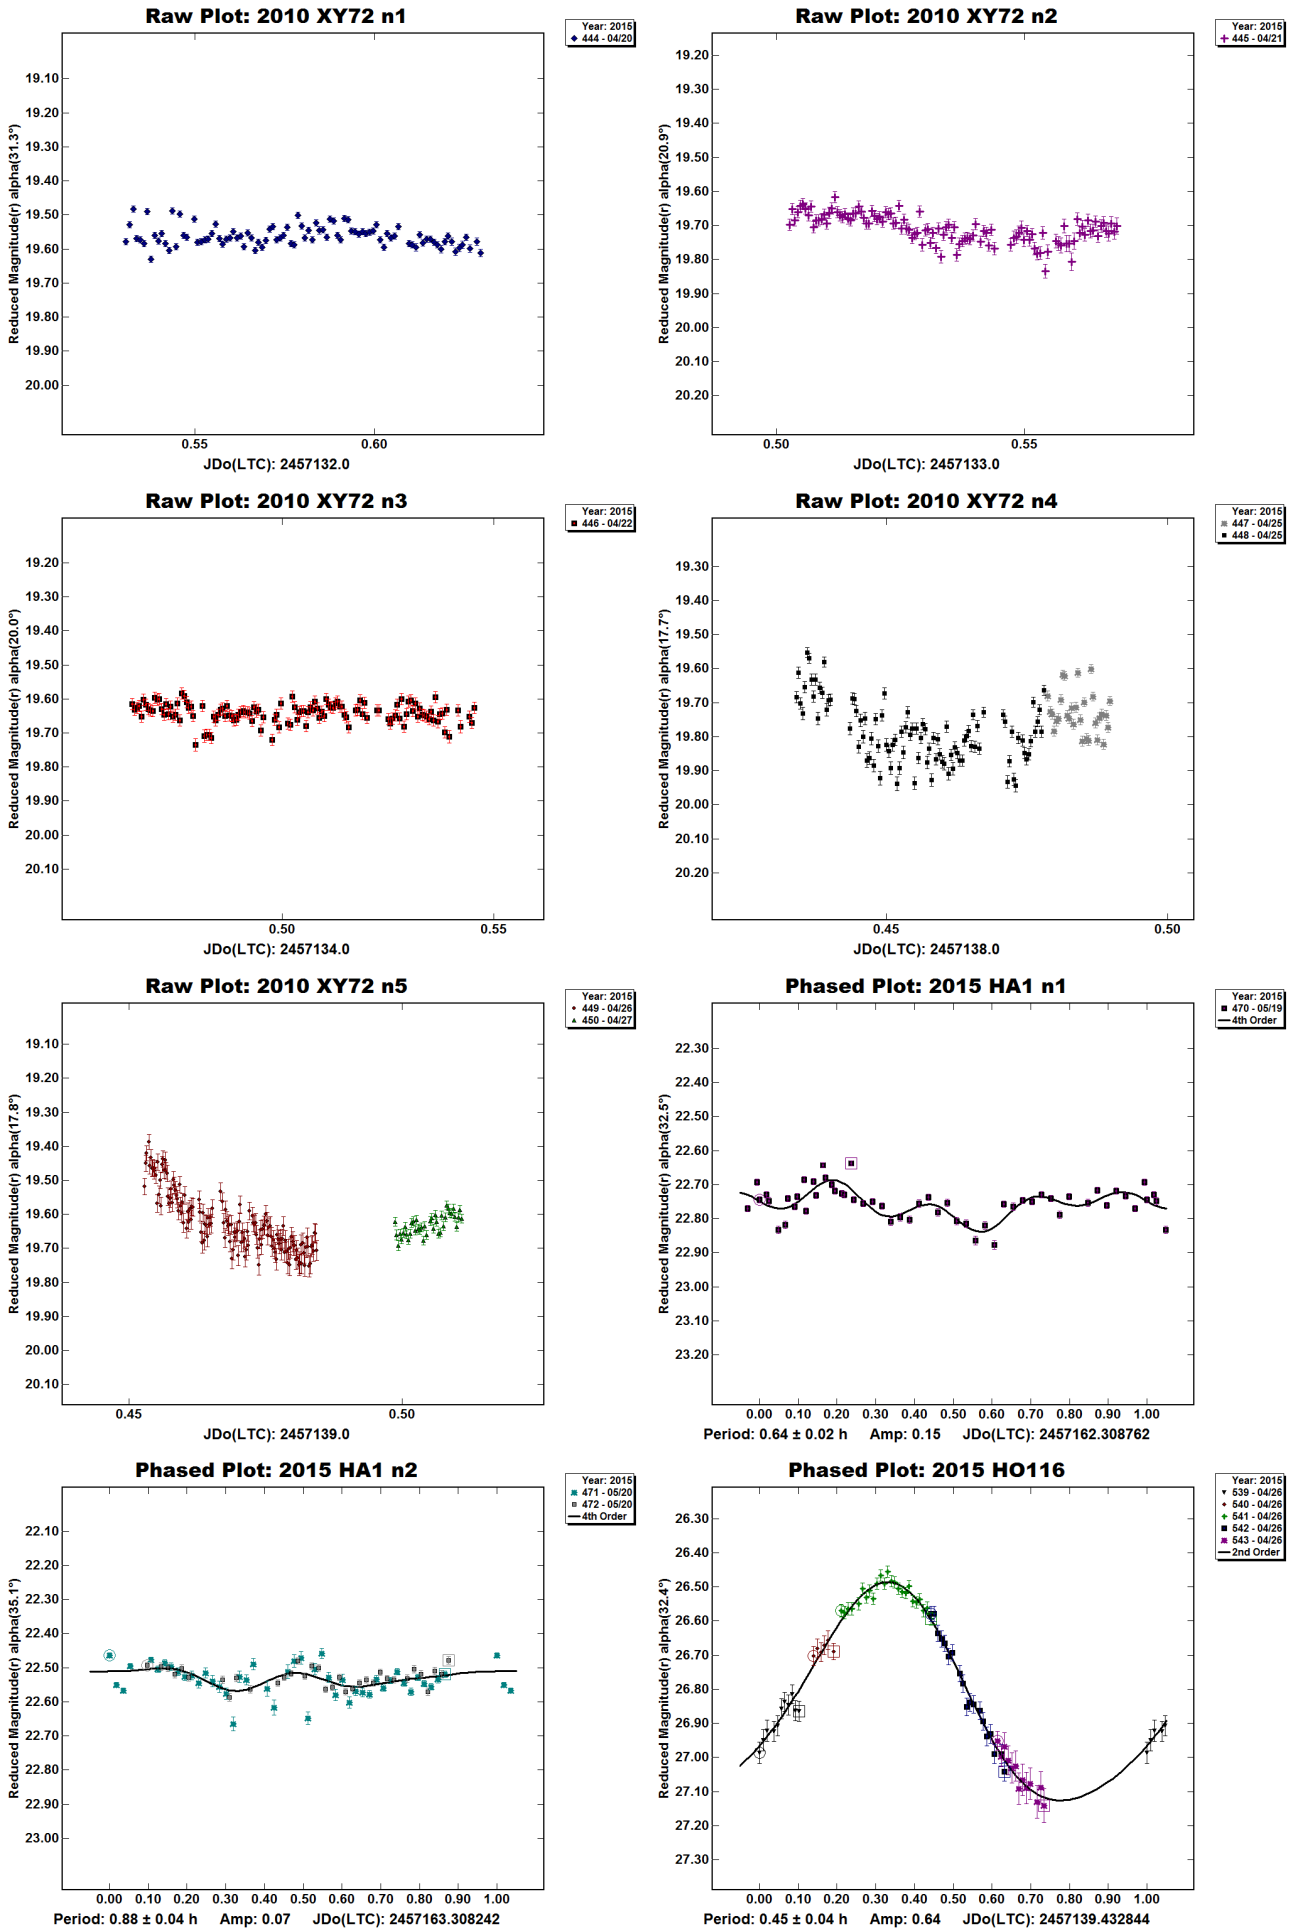 Raw Plot: 2010 XY72 n1
Year: 2015
444 - 04/20
Reduced Magnitude(r) alpha(31.3°)
19.10
19.20
19.30
19.40
19.50
19.60
19.70
19.80
19.90
20.00
0.55 0.60
JDo(LTC): 2457132.0
Raw Plot: 2010 XY72 n2
Year: 2015
445 - 04/21
Reduced Magnitude(r) alpha(20.9°)
19.20
19.30
19.40
19.50
19.60
19.70
19.80
19.90
20.00
20.10
20.20
0.50 0.55
JDo(LTC): 2457133.0
Raw Plot: 2010 XY72 n3
Year: 2015
446 - 04/22
Reduced Magnitude(r) alpha(20.0°)
19.20
19.30
19.40
19.50
19.60
19.70
19.80
19.90
20.00
20.10
0.50 0.55
JDo(LTC): 2457134.0
Raw Plot: 2010 XY72 n4
Year: 2015
447 - 04/25
448 - 04/25
Reduced Magnitude(r) alpha(17.7°)
19.30
19.40
19.50
19.60
19.70
19.80
19.90
20.00
20.10
20.20
0.45 0.50
JDo(LTC): 2457138.0
Raw Plot: 2010 XY72 n5
Year: 2015
449 - 04/26
450 - 04/27
Reduced Magnitude(r) alpha(17.8°)
19.10
19.20
19.30
19.40
19.50
19.60
19.70
19.80
19.90
20.00
20.10
0.45 0.50
JDo(LTC): 2457139.0
Phased Plot: 2015 HA1 n1
Year: 2015
470 - 05/19
4th Order
Reduced Magnitude(r) alpha(32.5°)
22.30
22.40
22.50
22.60
22.70
22.80
22.90
23.00
23.10
23.20
0.00 0.10 0.20 0.30 0.40 0.50 0.60 0.70 0.80 0.90 1.00
Period: 0.64 ± 0.02 h Amp: 0.15 JDo(LTC): 2457162.308762
Phased Plot: 2015 HA1 n2
Year: 2015
471 - 05/20
472 - 05/20
4th Order
Reduced Magnitude(r) alpha(35.1°)
22.10
22.20
22.30
22.40
22.50
22.60
22.70
22.80
22.90
23.00
0.00 0.10 0.20 0.30 0.40 0.50 0.60 0.70 0.80 0.90 1.00
Period: 0.88 ± 0.04 h Amp: 0.07 JDo(LTC): 2457163.308242
Phased Plot: 2015 HO116
Year: 2015
539 - 04/26
540 - 04/26
541 - 04/26
542 - 04/26
543 - 04/26
2nd Order
Reduced Magnitude(r) alpha(32.4°)
26.30
26.40
26.50
26.60
26.70
26.80
26.90
27.00
27.10
27.20
27.30
0.00 0.10 0.20 0.30 0.40 0.50 0.60 0.70 0.80 0.90 1.00
Period: 0.45 ± 0.04 h Amp: 0.64 JDo(LTC): 2457139.432844